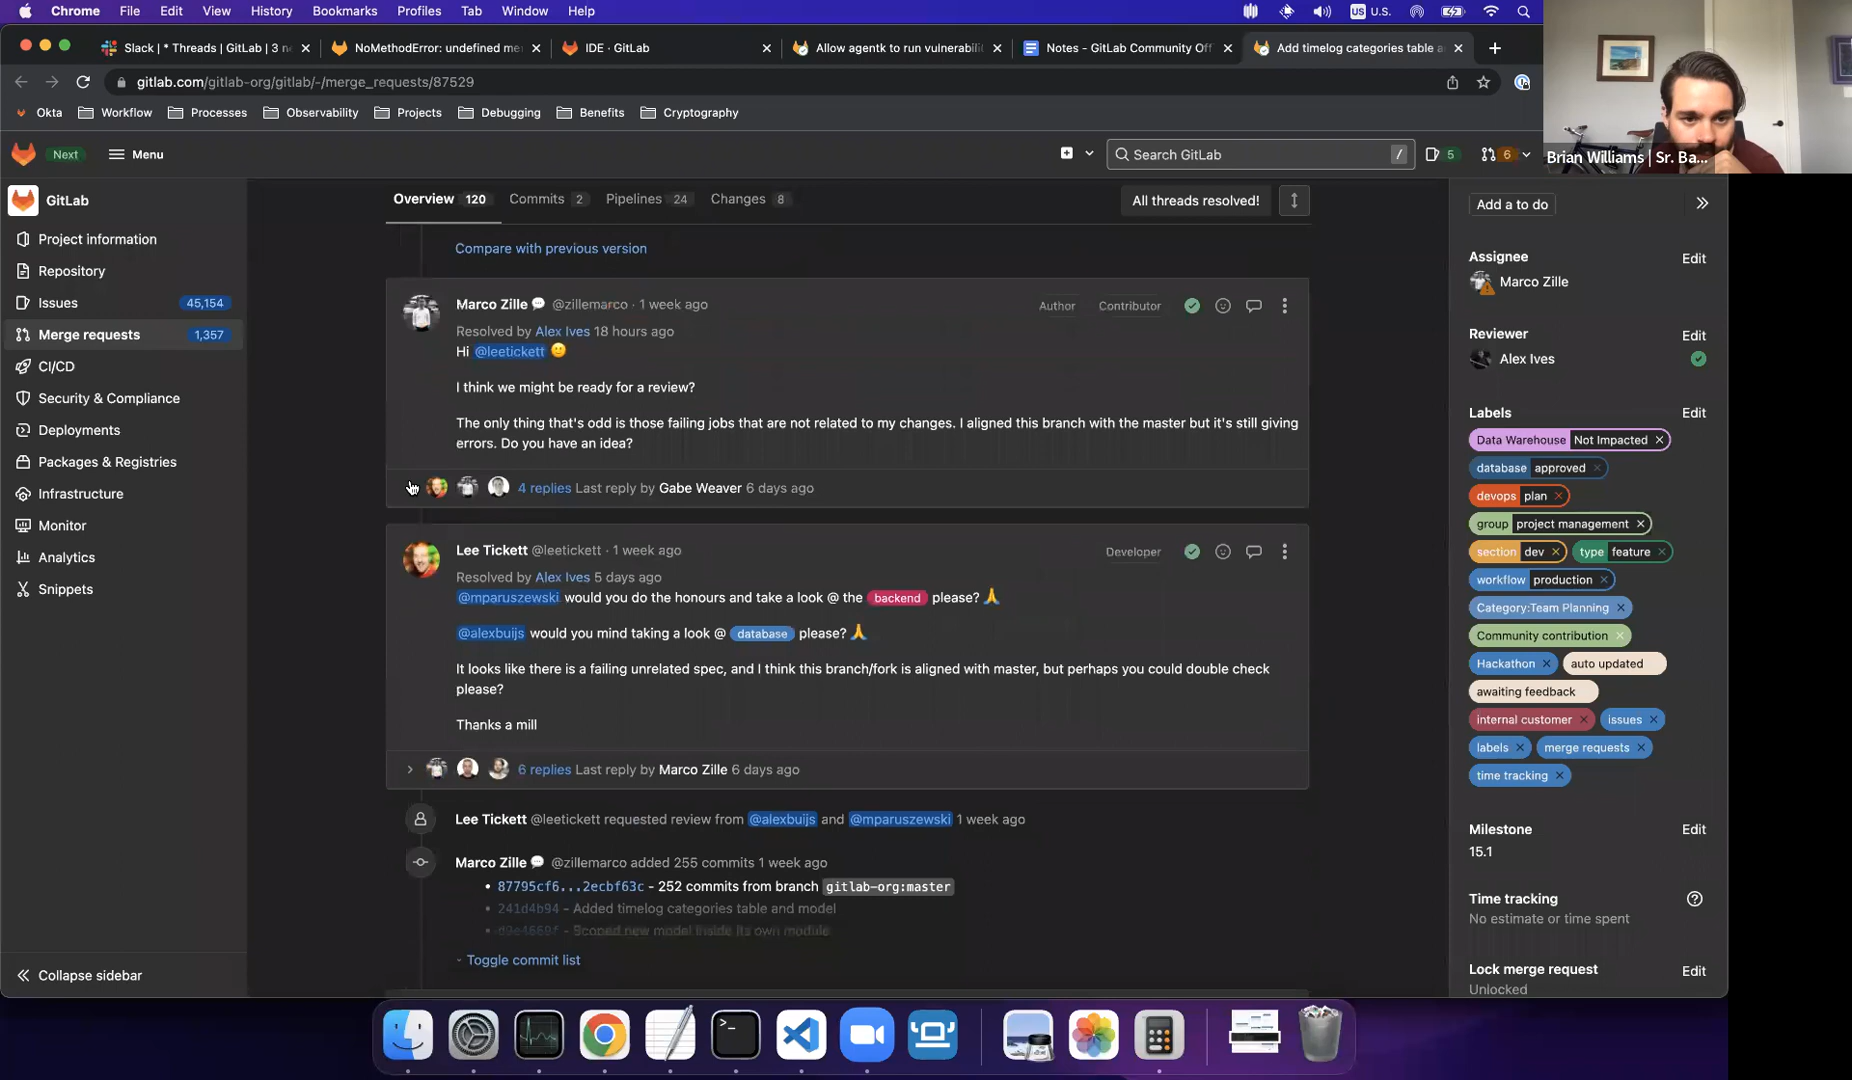 Chrome File Edit View History Bookmarks Profiles Tab Window Help
US U.S.
Slack | * Threads | GitLab | 3 ne
NoMethodError: undefined me
IDE · GitLab
Allow agentk to run vulnerabili
Notes - GitLab Community Off
Add timelog categories table a
gitlab.com/gitlab-org/gitlab/-/merge_requests/87529
Okta Workflow Processes Observability Projects Debugging Benefits Cryptography
Next Menu Search GitLab / 5 6
Brian Williams | Sr. Ba...
GitLab
Project information
Repository
Issues 45,154
Merge requests 1,357
CI/CD
Security & Compliance
Deployments
Packages & Registries
Infrastructure
Monitor
Analytics
Snippets
Collapse sidebar
Overview 120 Commits 2 Pipelines 24 Changes 8 All threads resolved!
Compare with previous version
Marco Zille @zillemarco · 1 week ago Author Contributor
Resolved by Alex Ives 18 hours ago
Hi @leetickett
I think we might be ready for a review?
The only thing that's odd is those failing jobs that are not related to my changes. I aligned this branch with the master but it's still giving
errors. Do you have an idea?
4 replies Last reply by Gabe Weaver 6 days ago
Lee Tickett @leetickett · 1 week ago Developer
Resolved by Alex Ives 5 days ago
@mparuszewski would you do the honours and take a look @ the backend please?
@alexbuijs would you mind taking a look @ database please?
It looks like there is a failing unrelated spec, and I think this branch/fork is aligned with master, but perhaps you could double check
please?
Thanks a mill
6 replies Last reply by Marco Zille 6 days ago
Lee Tickett @leetickett requested review from @alexbuijs and @mparuszewski 1 week ago
Marco Zille @zillemarco added 255 commits 1 week ago
• 87795cf6...2ecbf63c - 252 commits from branch gitlab-org:master
• 241d4b94 - Added timelog categories table and model
• d9e4669f - Scoped new model inside its own module
Toggle commit list
Add a to do
Assignee Edit
Marco Zille
Reviewer Edit
Alex Ives
Labels Edit
Data Warehouse Not Impacted
database approved
devops plan
group project management
section dev type feature
workflow production
Category:Team Planning
Community contribution
Hackathon auto updated
awaiting feedback
internal customer issues
labels merge requests
time tracking
Milestone Edit
15.1
Time tracking
No estimate or time spent
Lock merge request Edit
Unlocked